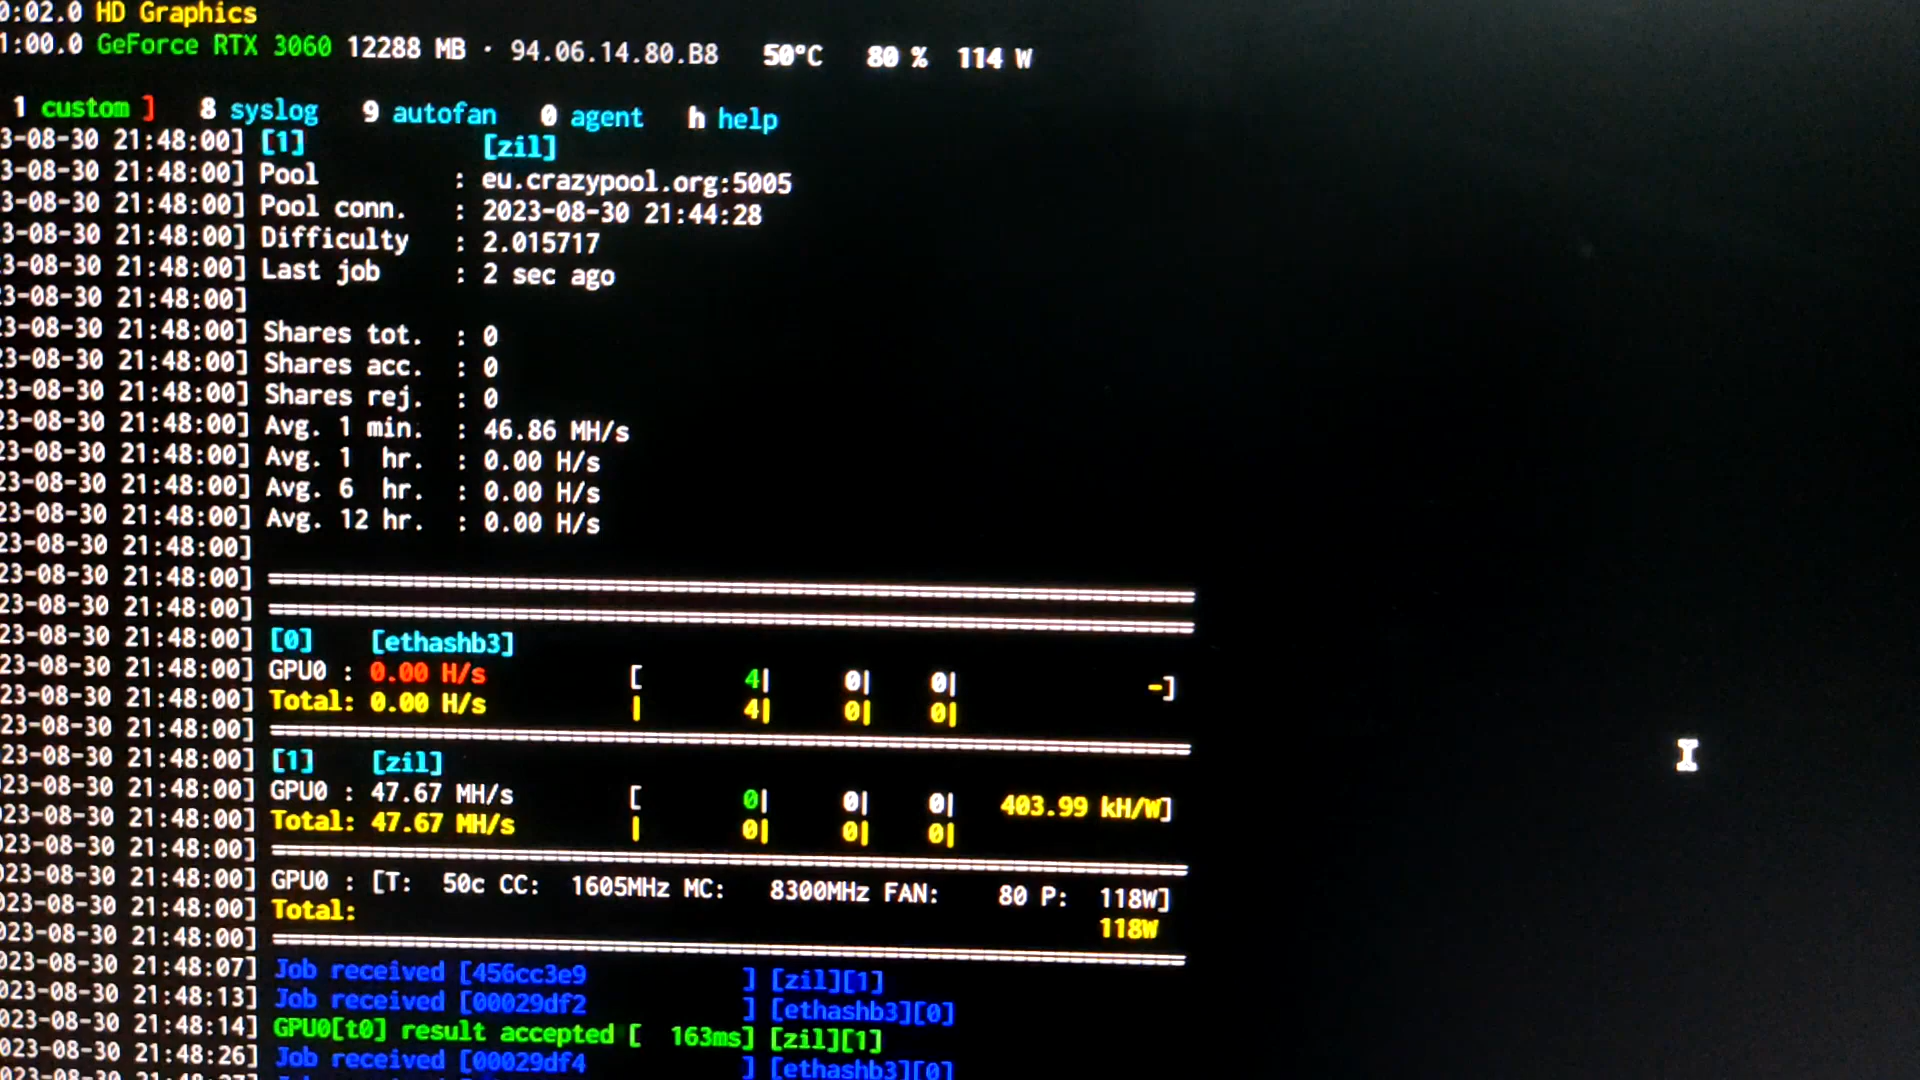 0:02.0 HD Graphics
1:00.0 GeForce RTX 3060 12288 MB · 94.06.14.80.B8 50°C 80 % 114 W
1 custom ] 8 syslog 9 autofan 0 agent h help
3-08-30 21:48:00] [1] [zil]
3-08-30 21:48:00] Pool : eu.crazypool.org:5005
3-08-30 21:48:00] Pool conn. : 2023-08-30 21:44:28
3-08-30 21:48:00] Difficulty : 2.015717
3-08-30 21:48:00] Last job : 2 sec ago
3-08-30 21:48:00]
3-08-30 21:48:00] Shares tot. : 0
3-08-30 21:48:00] Shares acc. : 0
3-08-30 21:48:00] Shares rej. : 0
23-08-30 21:48:00] Avg. 1 min. : 46.86 MH/s
23-08-30 21:48:00] Avg. 1 hr. : 0.00 H/s
23-08-30 21:48:00] Avg. 6 hr. : 0.00 H/s
23-08-30 21:48:00] Avg. 12 hr. : 0.00 H/s
23-08-30 21:48:00]
23-08-30 21:48:00] ================================================================
23-08-30 21:48:00] ================================================================
23-08-30 21:48:00] [0] [ethashb3]
23-08-30 21:48:00] GPU0 : 0.00 H/s [ 4| 0| 0| -]
23-08-30 21:48:00] Total: 0.00 H/s | 4| 0| 0|
23-08-30 21:48:00] ================================================================
23-08-30 21:48:00] [1] [zil]
23-08-30 21:48:00] GPU0 : 47.67 MH/s [ 0| 0| 0| 403.99 kH/W]
23-08-30 21:48:00] Total: 47.67 MH/s | 0| 0| 0|
023-08-30 21:48:00] ================================================================
023-08-30 21:48:00] GPU0 : [T: 50c CC: 1605MHz MC: 8300MHz FAN: 80 P: 118W]
023-08-30 21:48:00] Total: 118W
023-08-30 21:48:00] ================================================================
023-08-30 21:48:07] Job received [456cc3e9 ] [zil][1]
023-08-30 21:48:13] Job received [00029df2 ] [ethashb3][0]
023-08-30 21:48:14] GPU0[t0] result accepted [ 163ms] [zil][1]
023-08-30 21:48:26] Job received [00029df4 ] [ethashb3][0]